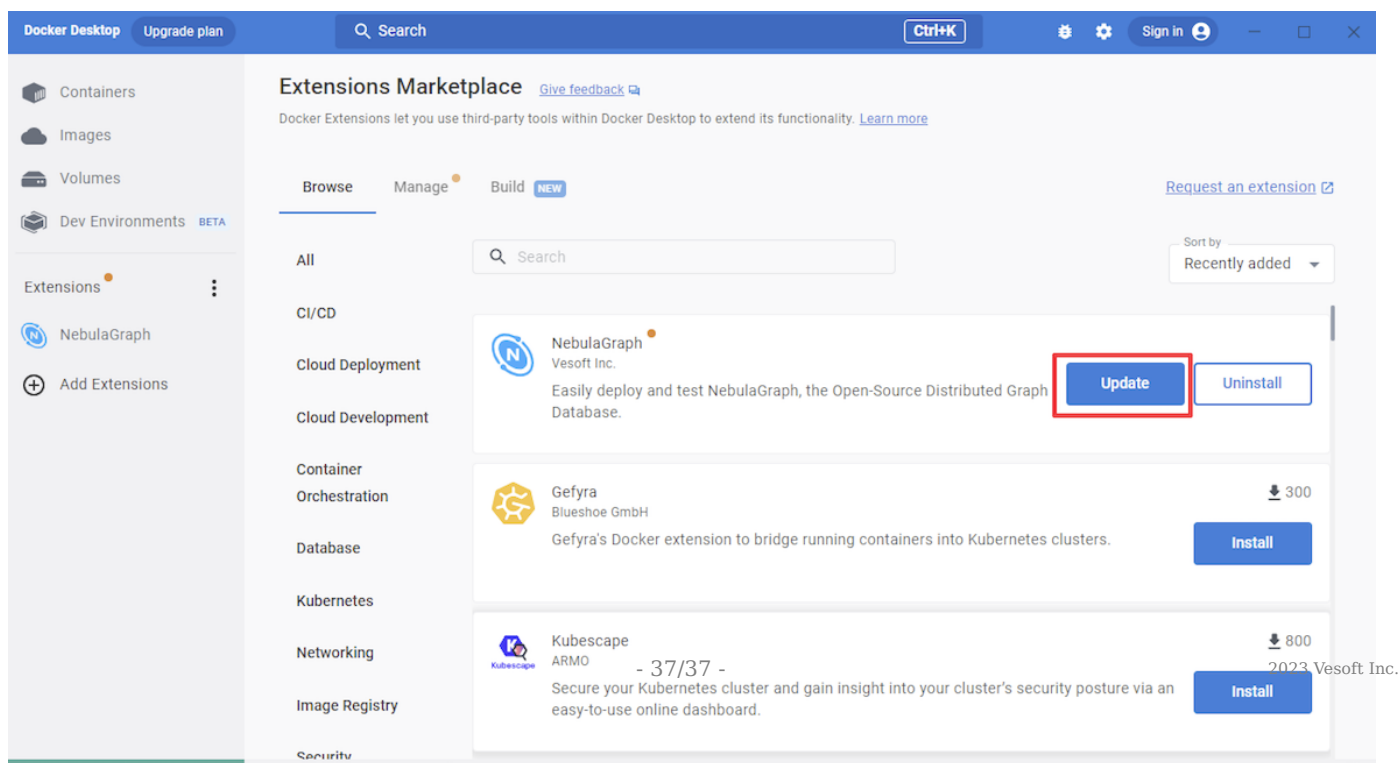 Docker Desktop Upgrade plan Search Ctrl+K Sign in
Containers
Images
Volumes
Dev Environments BETA
Extensions
NebulaGraph
Add Extensions
Extensions Marketplace Give feedback
Docker Extensions let you use third-party tools within Docker Desktop to extend its functionality. Learn more
Browse Manage Build NEW Request an extension
All
CI/CD
Cloud Deployment
Cloud Development
Container
Orchestration
Database
Kubernetes
Networking
Image Registry
Security
Search
Sort by
Recently added
NebulaGraph
Vesoft Inc.
Easily deploy and test NebulaGraph, the Open-Source Distributed Graph
Database.
Update Uninstall
Gefyra
Blueshoe GmbH
Gefyra's Docker extension to bridge running containers into Kubernetes clusters.
300
Install
Kubescape
Kubescape
ARMO
Secure your Kubernetes cluster and gain insight into your cluster's security posture via an
easy-to-use online dashboard.
800
Install
- 37/37 -
2023 Vesoft Inc.